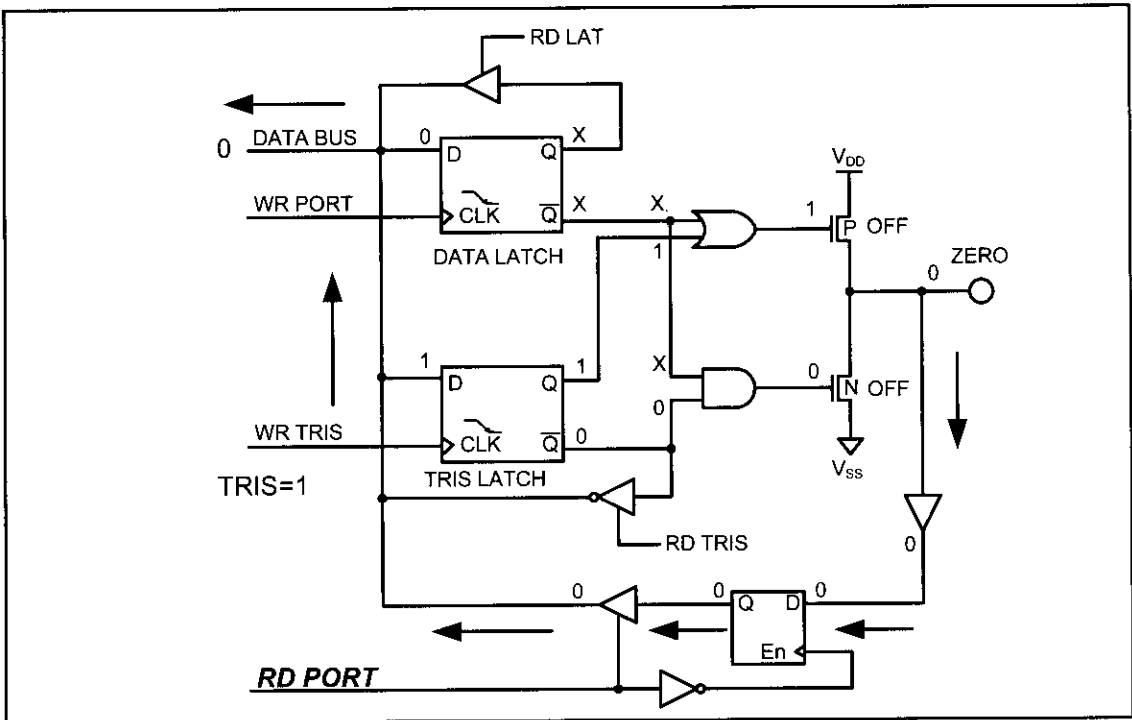 RD LAT
0 DATA BUS
0
D
Q
X
WR PORT
CLK
Q̅
X
X.
1
DATA LATCH
V_DD
1
P OFF
ZERO
0
1
D
Q
1
X
0
0
N OFF
WR TRIS
CLK
Q̅
0
V_SS
TRIS=1
TRIS LATCH
RD TRIS
0
0
0
Q
D
0
En
RD PORT